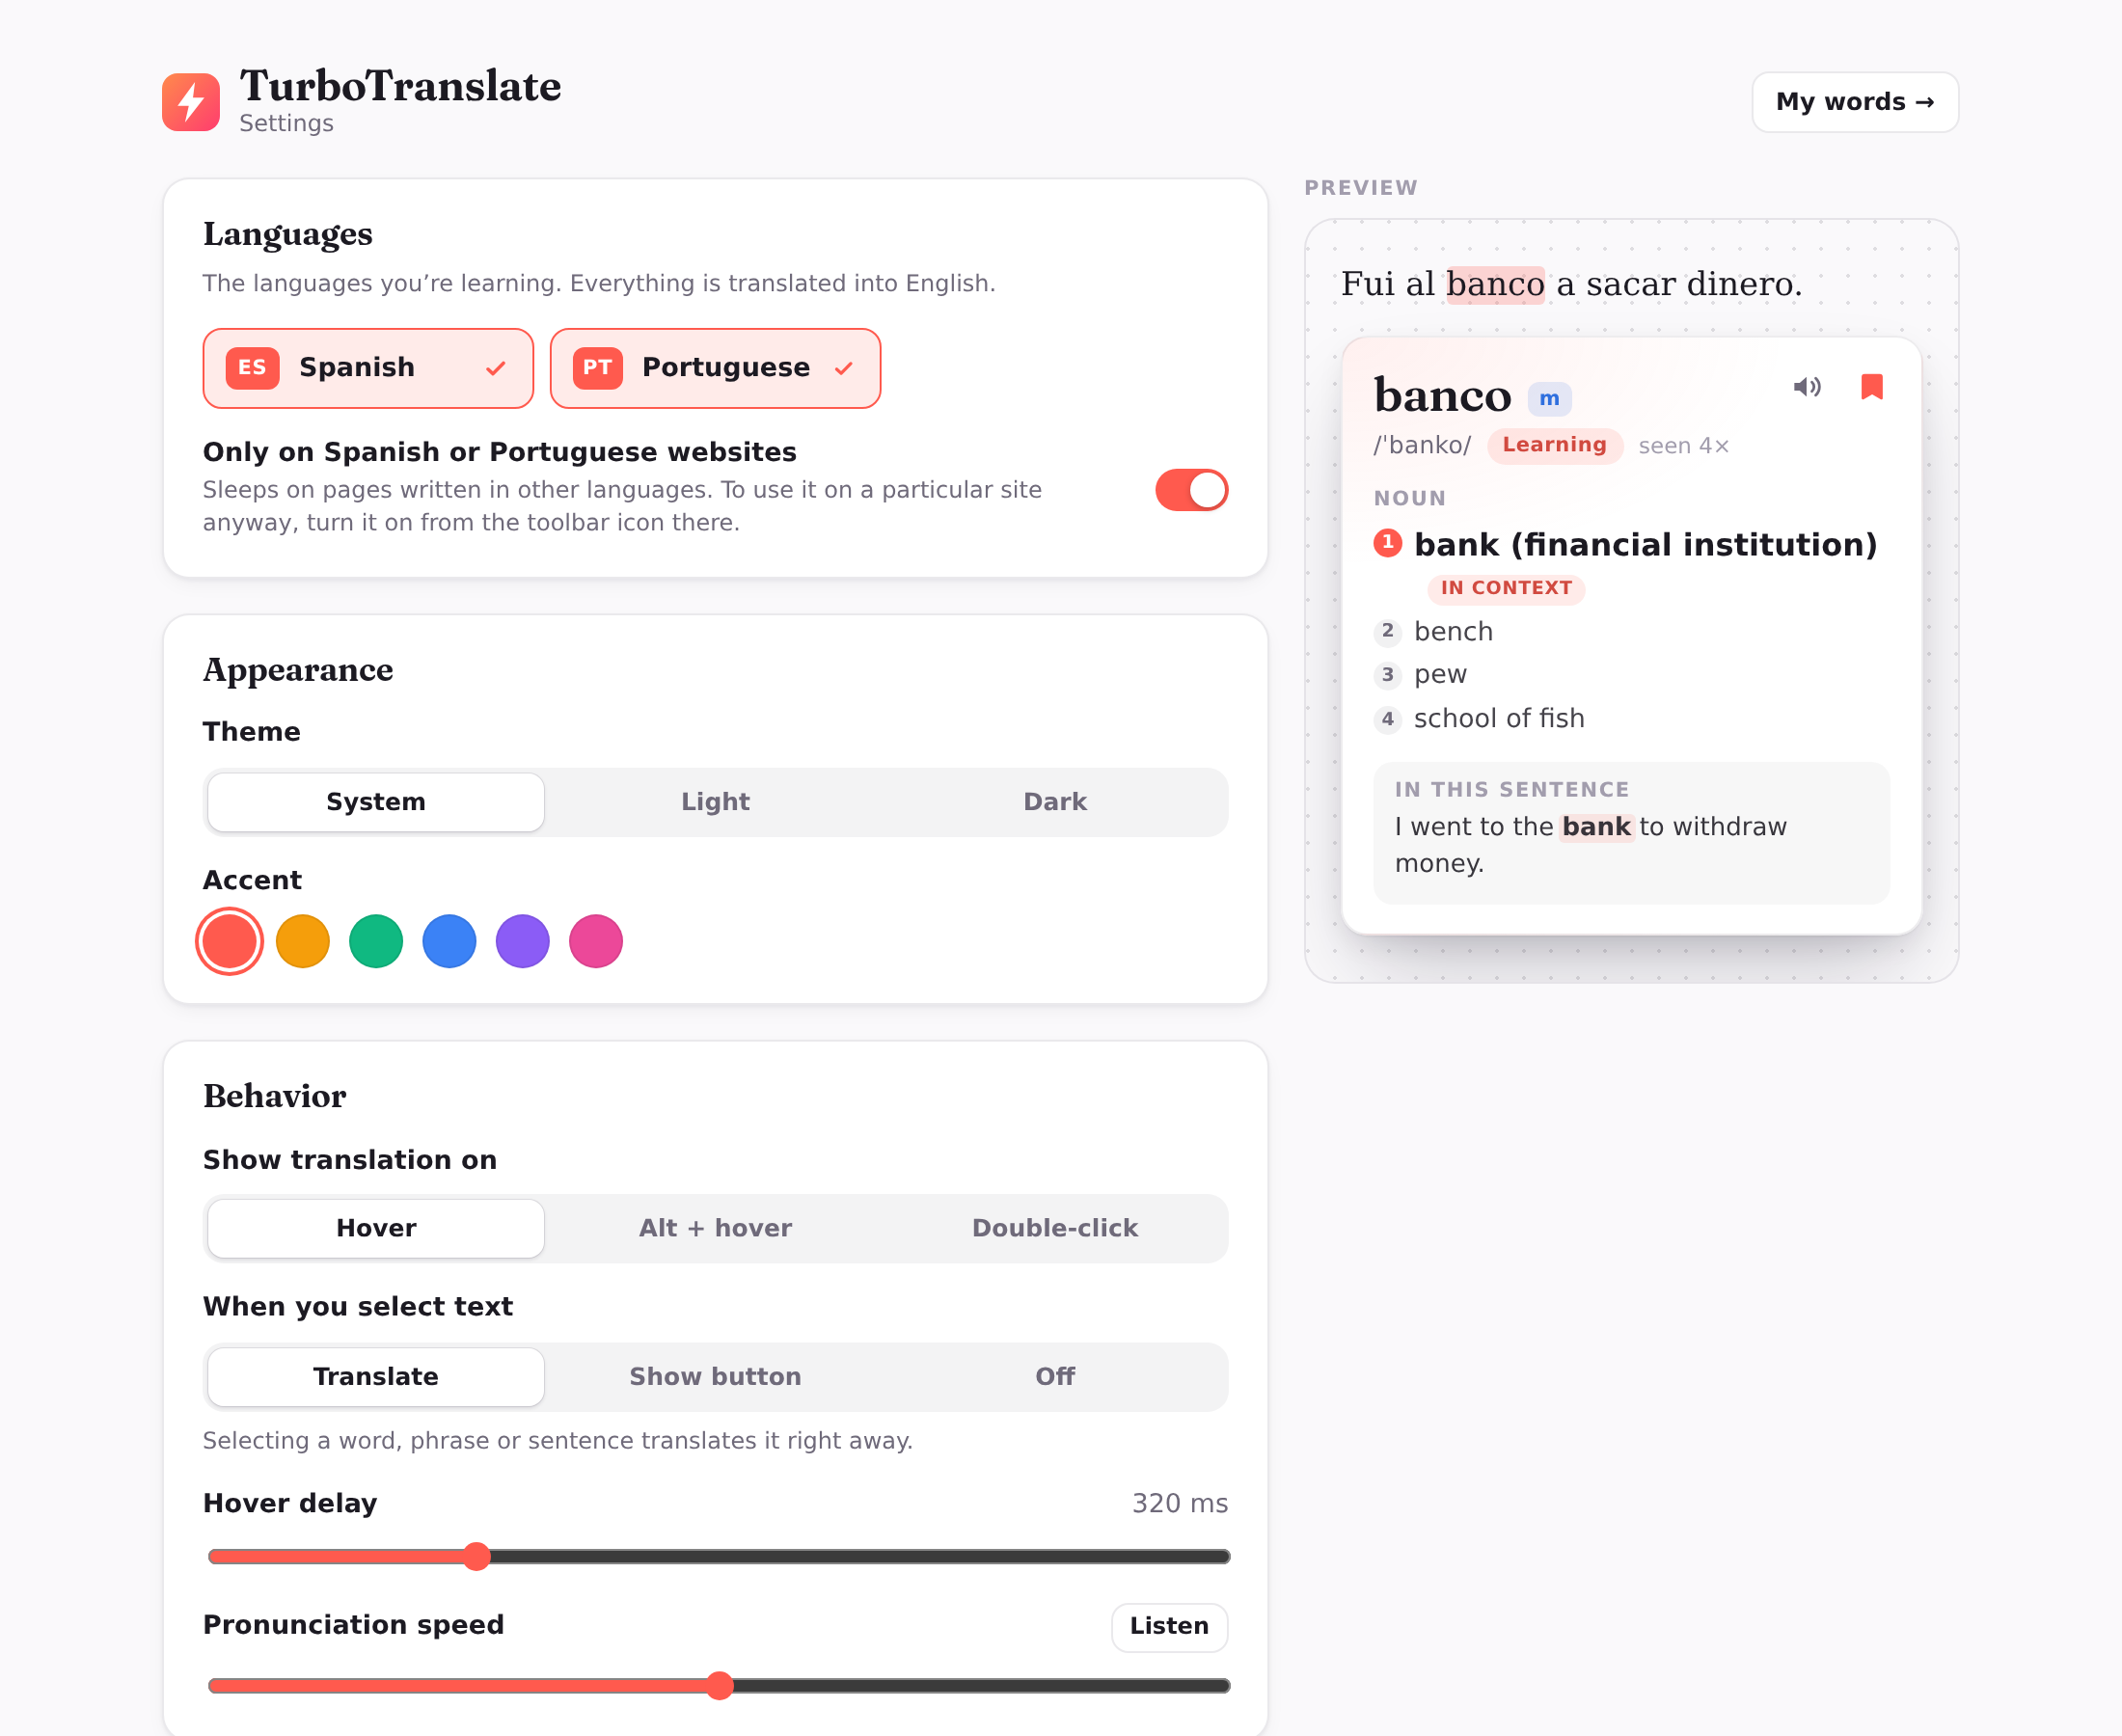 TurboTranslate
Settings
My words →
Languages
The languages you’re learning. Everything is translated into English.
ES Spanish
PT Portuguese
Only on Spanish or Portuguese websites
Sleeps on pages written in other languages. To use it on a particular site
anyway, turn it on from the toolbar icon there.
Appearance
Theme
System Light Dark
Accent
Behavior
Show translation on
Hover Alt + hover Double-click
When you select text
Translate Show button Off
Selecting a word, phrase or sentence translates it right away.
Hover delay 320 ms
Pronunciation speed Listen
PREVIEW
Fui al banco a sacar dinero.
banco m
/ˈbanko/ Learning seen 4×
NOUN
1 bank (financial institution)
IN CONTEXT
2 bench
3 pew
4 school of fish
IN THIS SENTENCE
I went to the bank to withdraw
money.